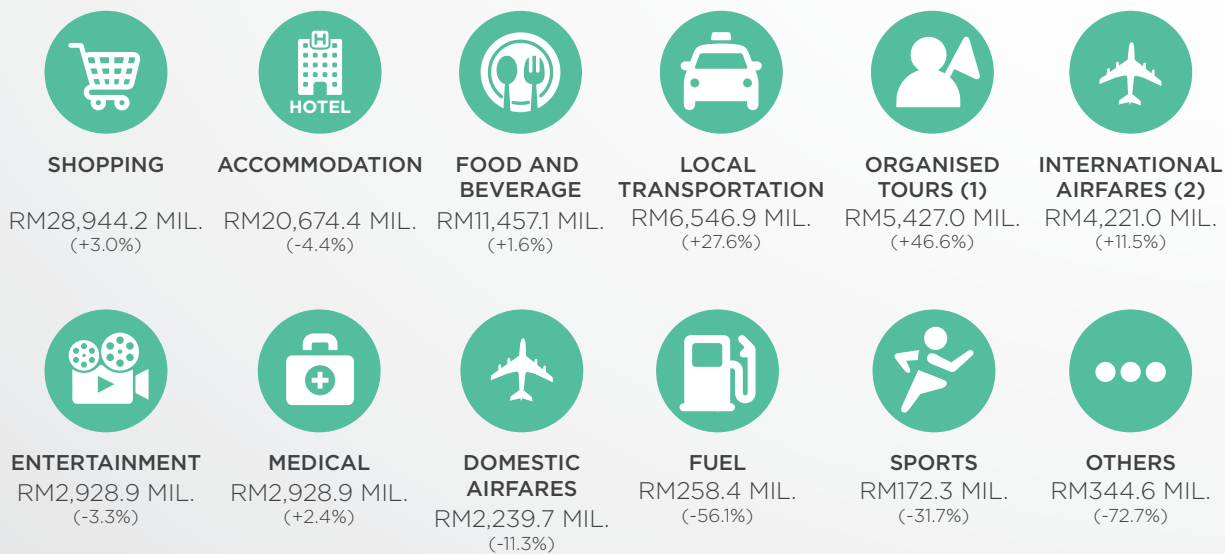 H
HOTEL
SHOPPING
RM28,944.2 MIL.
(+3.0%)
ACCOMMODATION
RM20,674.4 MIL.
(-4.4%)
FOOD AND
BEVERAGE
RM11,457.1 MIL.
(+1.6%)
LOCAL
TRANSPORTATION
RM6,546.9 MIL.
(+27.6%)
ORGANISED
TOURS (1)
RM5,427.0 MIL.
(+46.6%)
INTERNATIONAL
AIRFARES (2)
RM4,221.0 MIL.
(+11.5%)
ENTERTAINMENT
RM2,928.9 MIL.
(-3.3%)
MEDICAL
RM2,928.9 MIL.
(+2.4%)
DOMESTIC
AIRFARES
RM2,239.7 MIL.
(-11.3%)
FUEL
RM258.4 MIL.
(-56.1%)
SPORTS
RM172.3 MIL.
(-31.7%)
OTHERS
RM344.6 MIL.
(-72.7%)